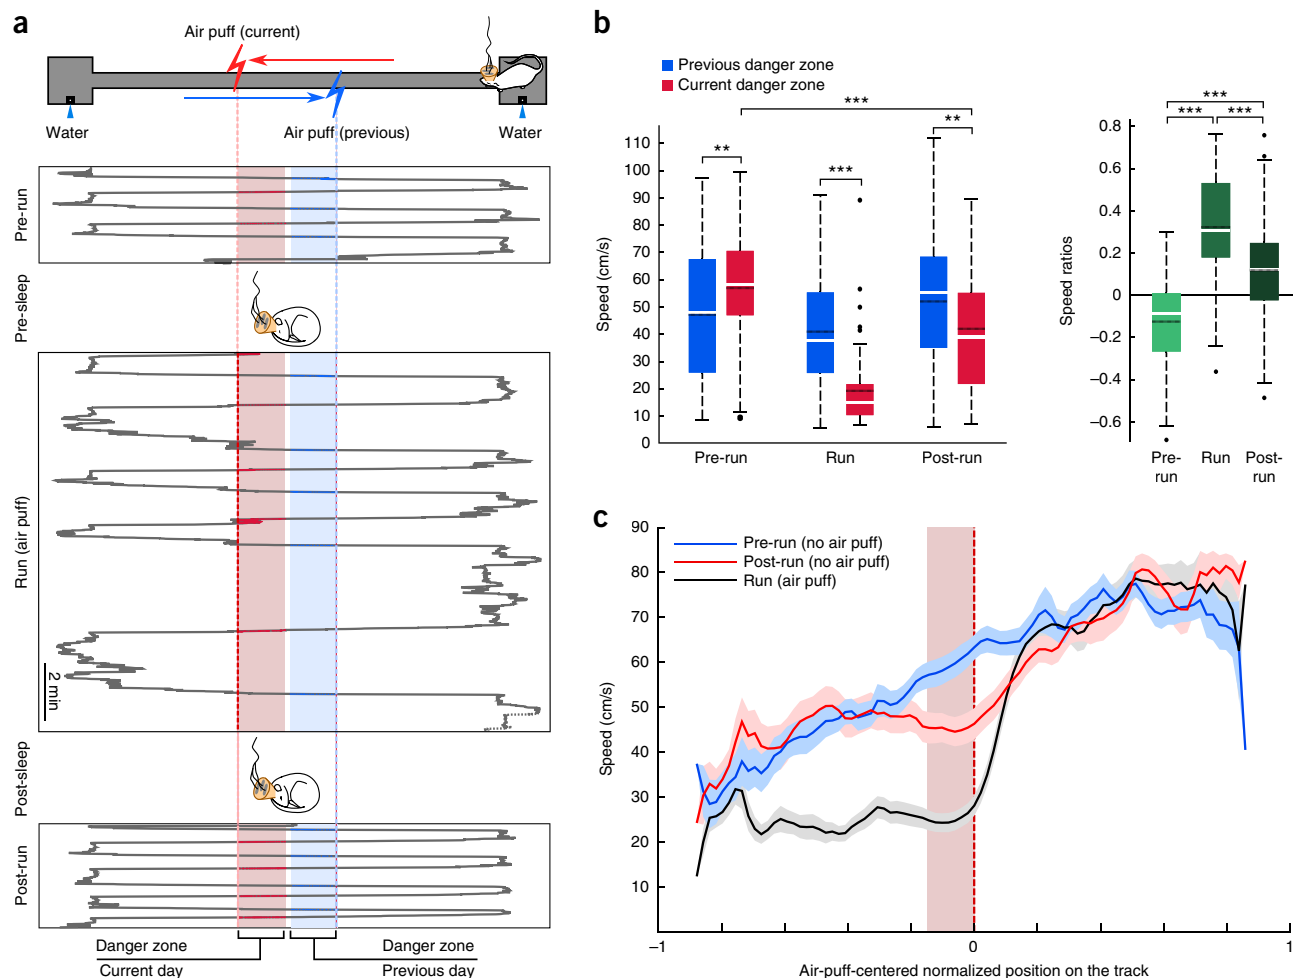 a
Air puff (current)
Air puff (previous)
Water
Water
Pre-run
Pre-sleep
Run (air puff)
2 min
Post-sleep
Post-run
Danger zone
Current day
Danger zone
Previous day
b
Previous danger zone
Current danger zone
***
**
***
**
Speed (cm/s)
110
100
90
80
70
60
50
40
30
20
10
0
Pre-run
Run
Post-run
***
***
***
Speed ratios
0.8
0.4
0.2
0
–0.2
–0.4
–0.6
Pre-
run
Run
Post-
run
c
Pre-run (no air puff)
Post-run (no air puff)
Run (air puff)
Speed (cm/s)
90
80
70
60
50
40
30
20
10
–1
0
1
Air-puff-centered normalized position on the track